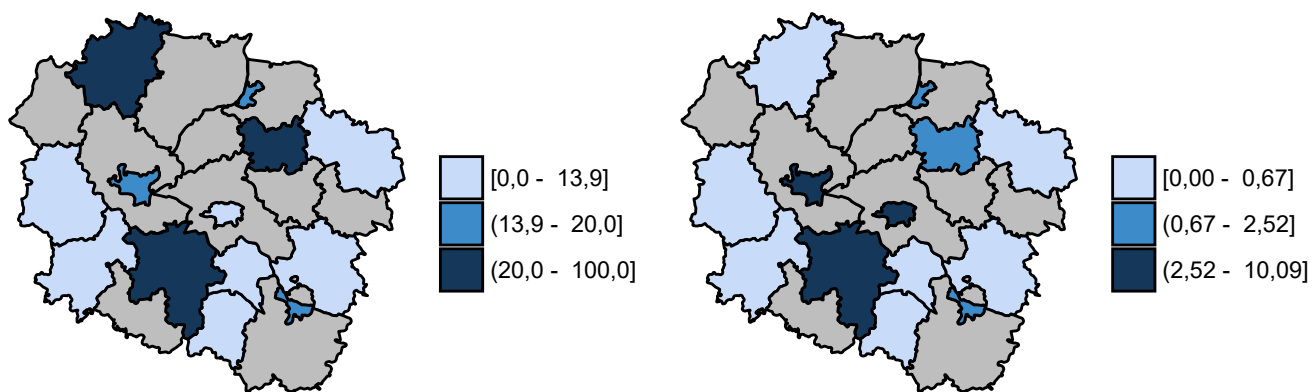 [0,0 - 13,9]
(13,9 - 20,0]
(20,0 - 100,0]
[0,00 - 0,67]
(0,67 - 2,52]
(2,52 - 10,09]